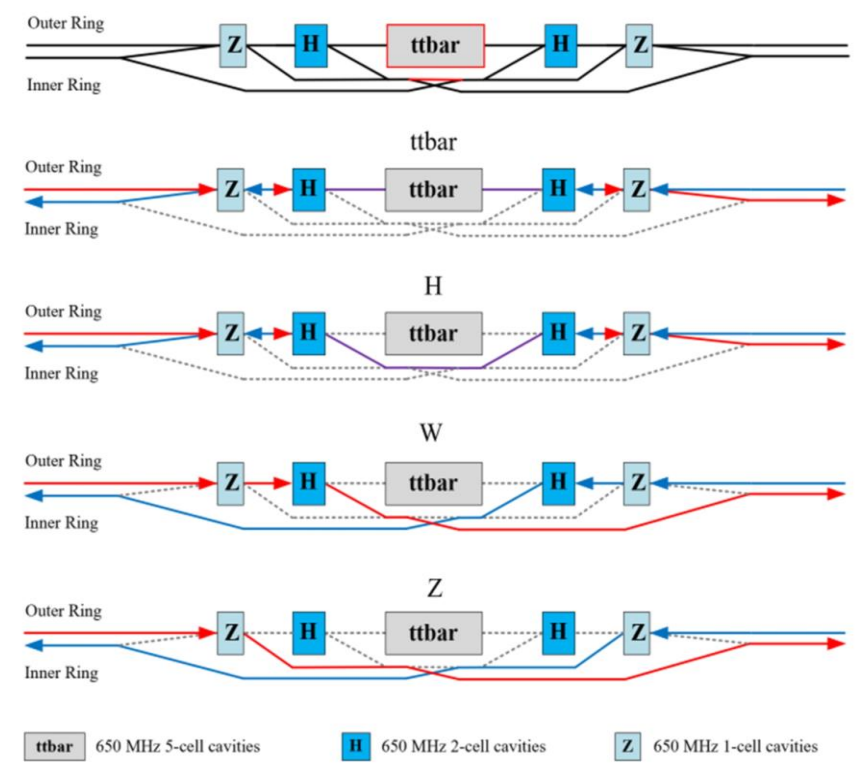 Outer Ring
Z H ttbar H Z
Inner Ring
ttbar
Outer Ring
Z H ttbar H Z
Inner Ring
H
Outer Ring
Z H ttbar H Z
Inner Ring
W
Outer Ring
Z H ttbar H Z
Inner Ring
Z
Outer Ring
Z H ttbar H Z
Inner Ring
ttbar 650 MHz 5-cell cavities H 650 MHz 2-cell cavities Z 650 MHz 1-cell cavities